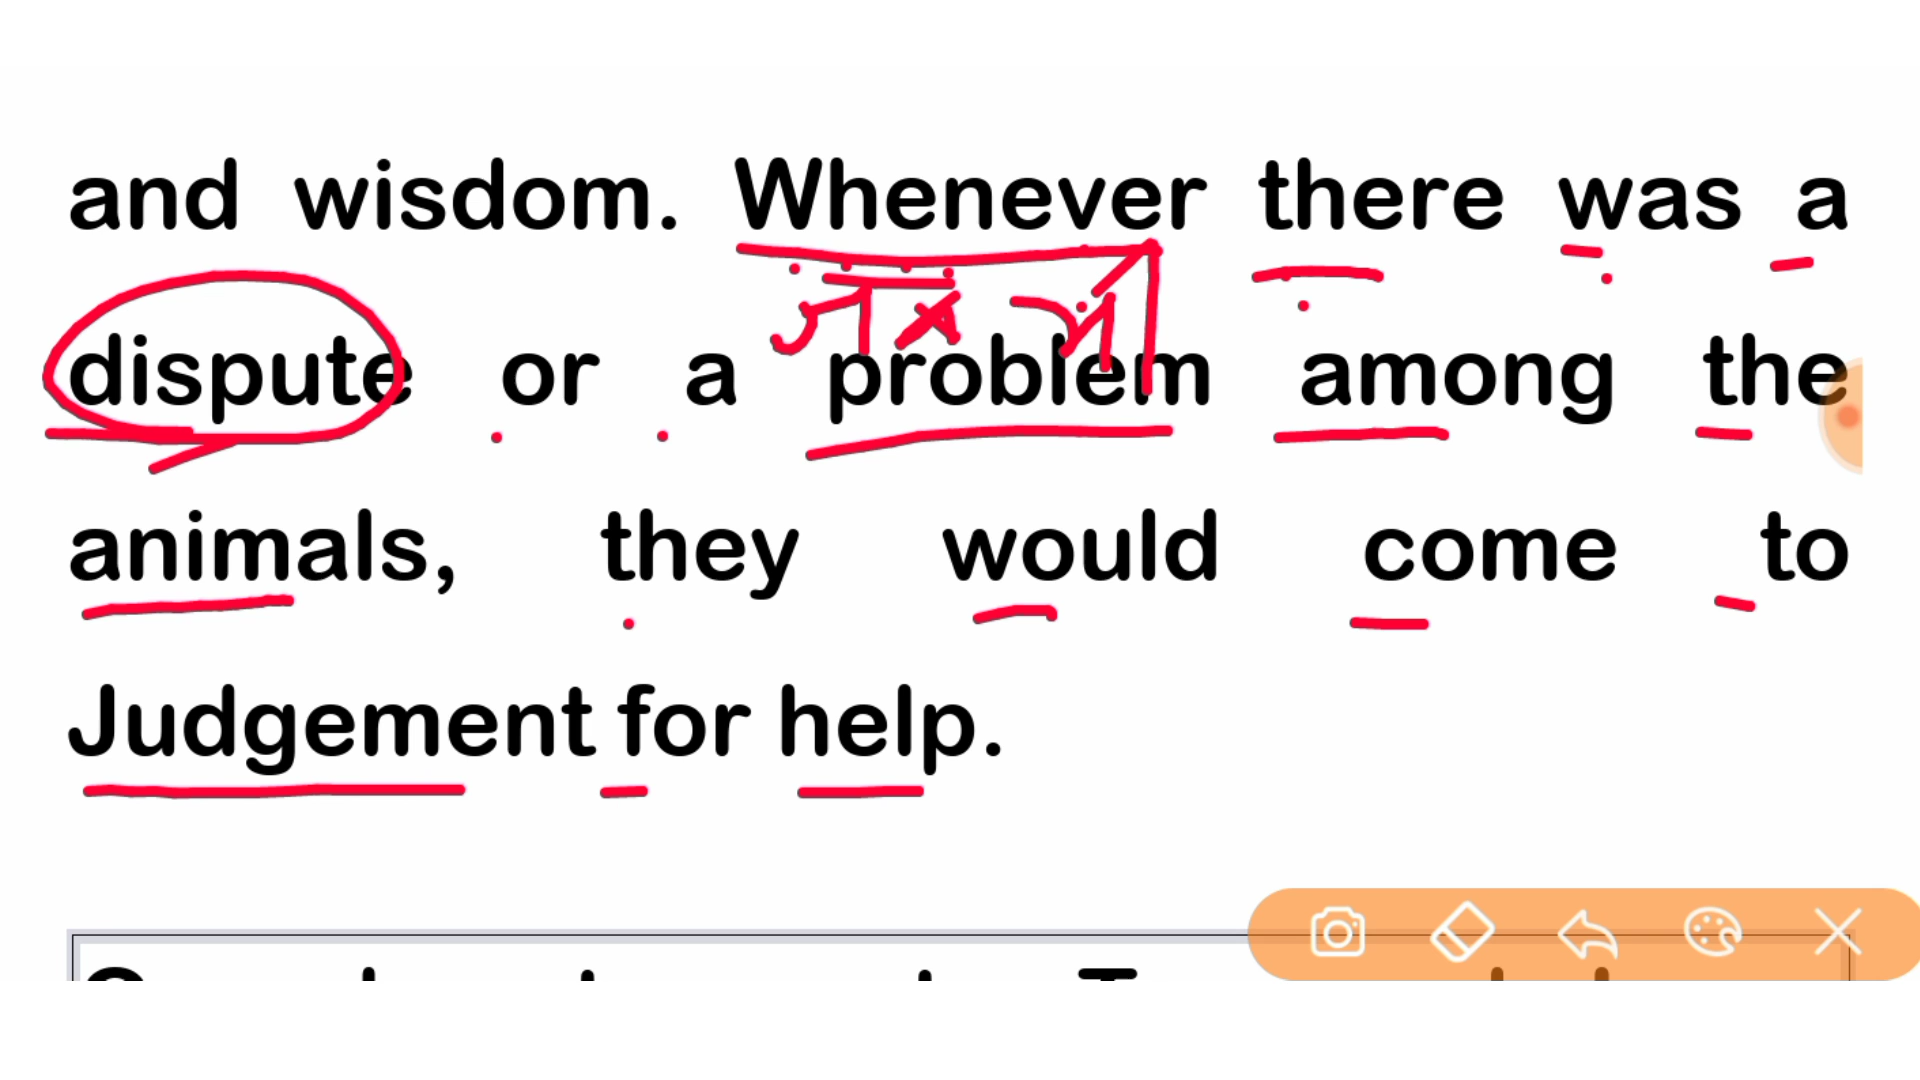 and wisdom. Whenever there was a
dispute or a problem among the
animals, they would come to
Judgement for help.